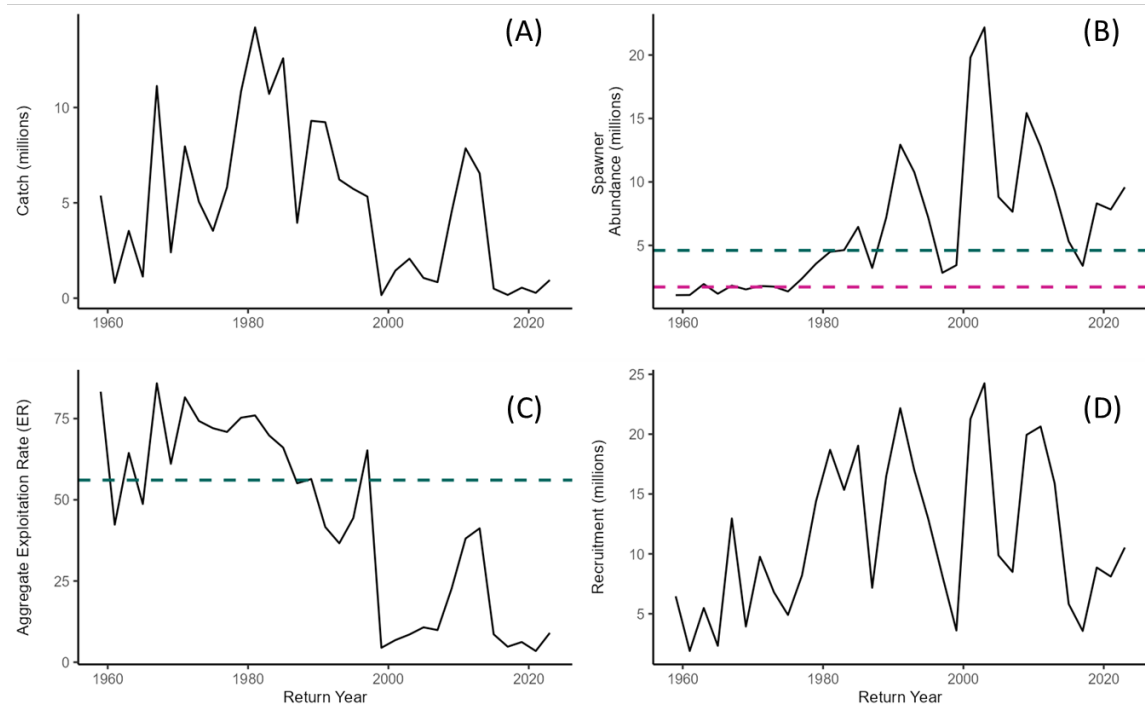 (A)
Catch (millions)
10
5
0
1960
1980
2000
2020
(B)
Spawner
Abundance (millions)
20
15
10
5
1960
1980
2000
2020
(C)
Aggregate Exploitation Rate (ER)
75
50
25
0
1960
1980
2000
2020
Return Year
(D)
Recruitment (millions)
25
20
15
10
5
1960
1980
2000
2020
Return Year